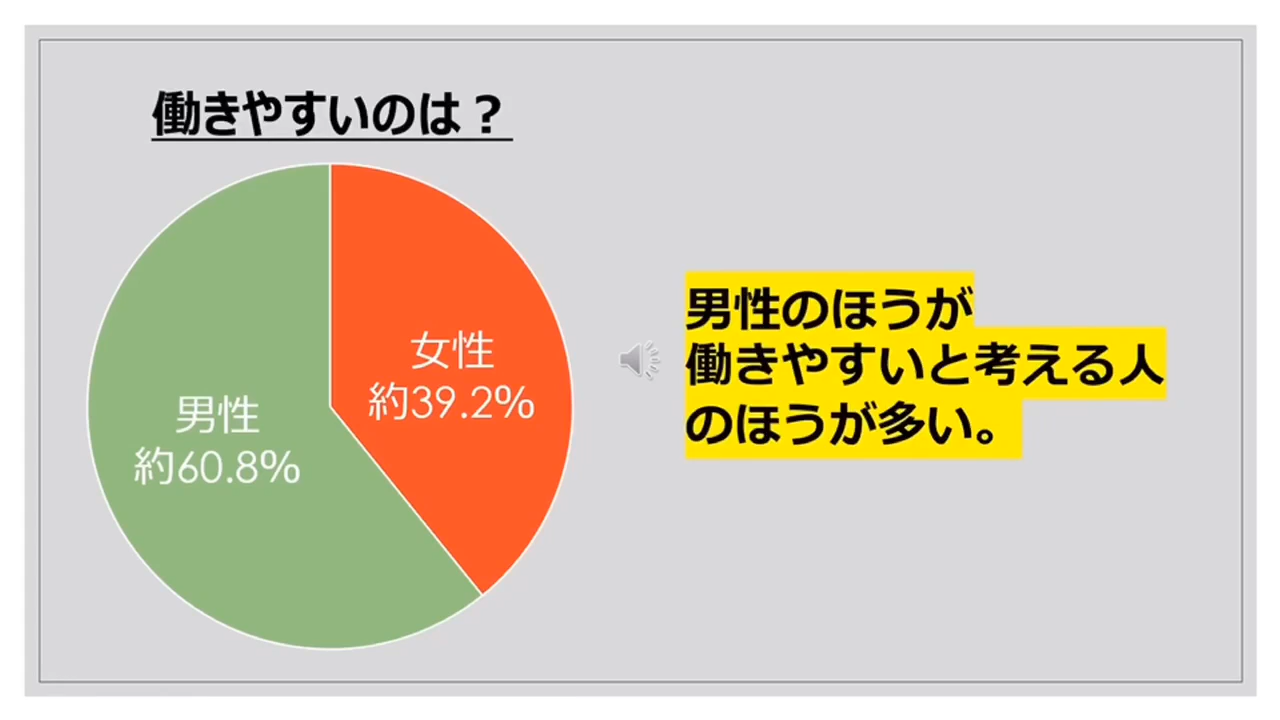 働きやすいのは？
女性
約39.2%
男性
約60.8%
男性のほうが
働きやすいと考える人
のほうが多い。